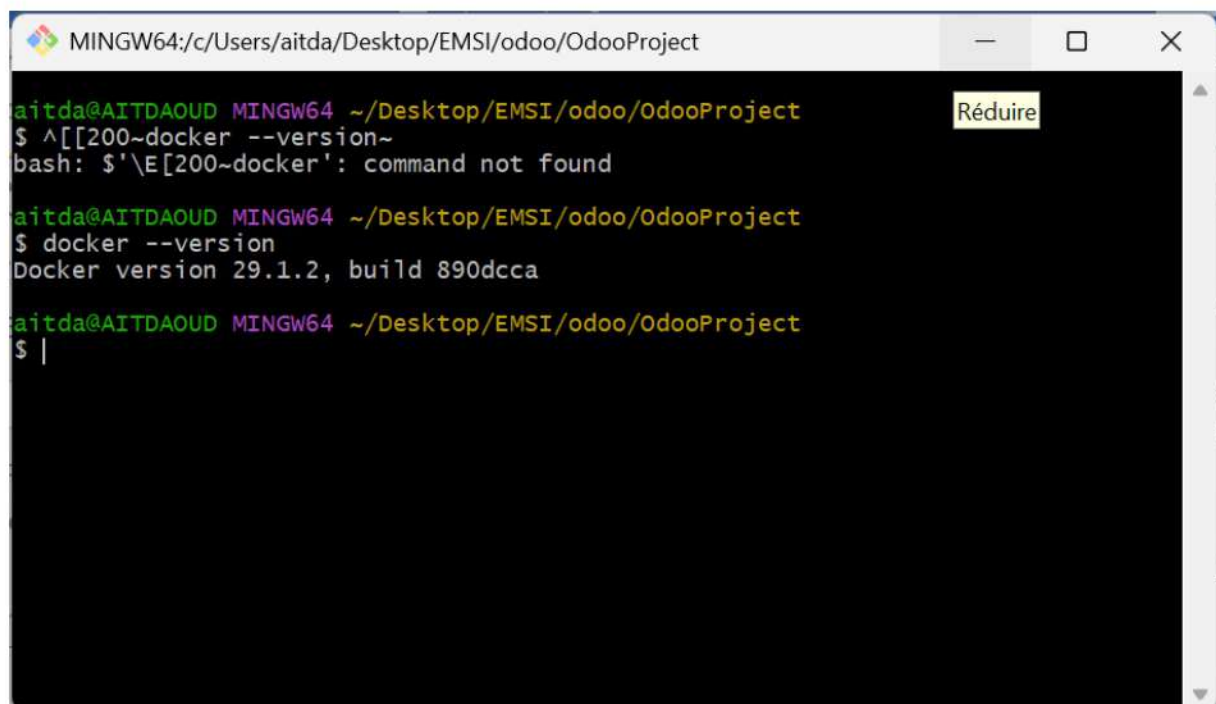 MINGW64:/c/Users/aitda/Desktop/EMSI/odoo/OdooProject
aitda@AITDAOUD MINGW64 ~/Desktop/EMSI/odoo/OdooProject
Réduire
$ ^[[200~docker --version~
bash: $'\E[200~docker': command not found
aitda@AITDAOUD MINGW64 ~/Desktop/EMSI/odoo/OdooProject
$ docker --version
Docker version 29.1.2, build 890dcca
aitda@AITDAOUD MINGW64 ~/Desktop/EMSI/odoo/OdooProject
$